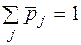 ∑_j p̄_j = 1